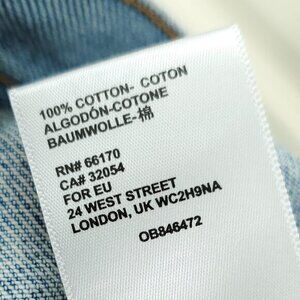 100% COTTON- COTON
ALGODÓN-COTONE
BAUMWOLLE-棉
RN# 66170
CA# 32054
FOR EU
24 WEST STREET
LONDON, UK WC2H9NA
OB846472